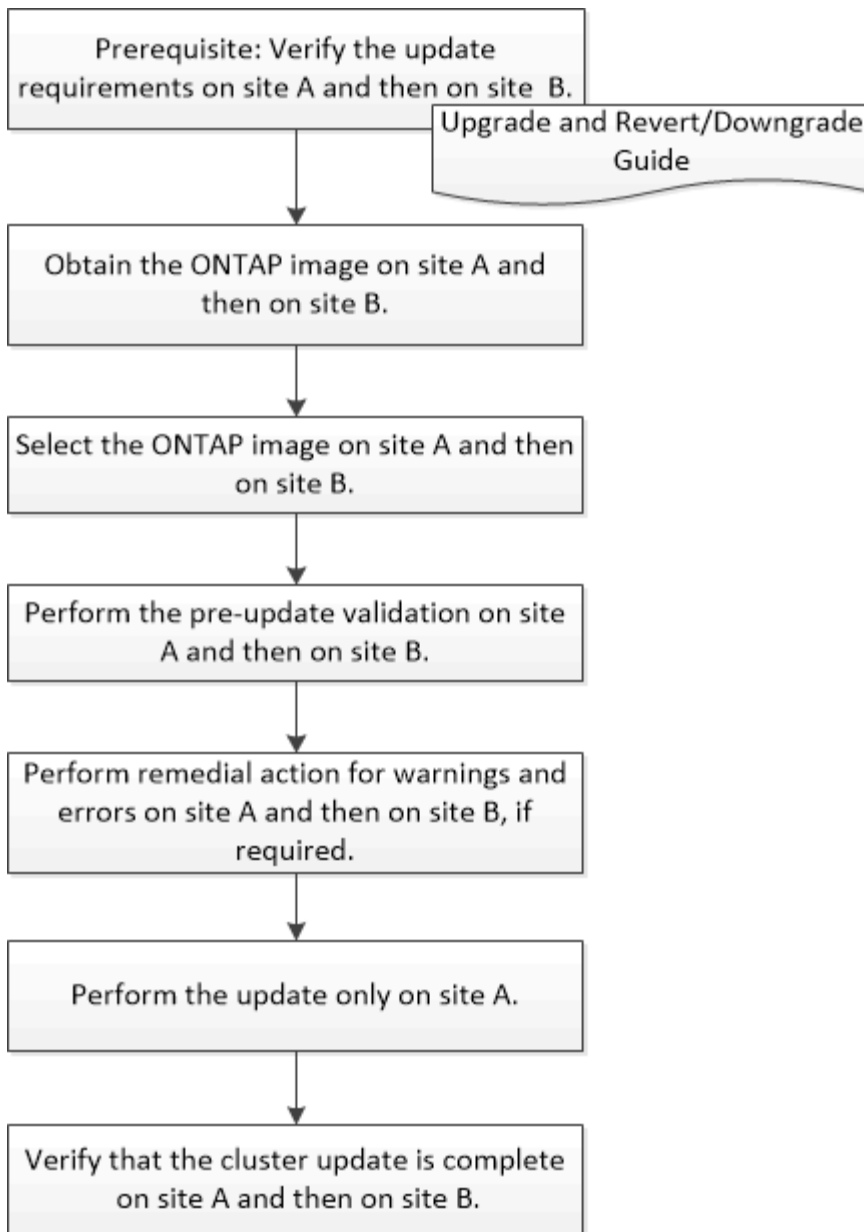 Prerequisite: Verify the update
requirements on site A and then on site  B.
Upgrade and Revert/Downgrade
Guide
Obtain the ONTAP image on site A and
then on site B.
Select the ONTAP image on site A and then
on site B.
Perform the pre-update validation on site
A and then on site B.
Perform remedial action for warnings and
errors on site A and then on site B, if
required.
Perform the update only on site A.
Verify that the cluster update is complete
on site A and then on site B.